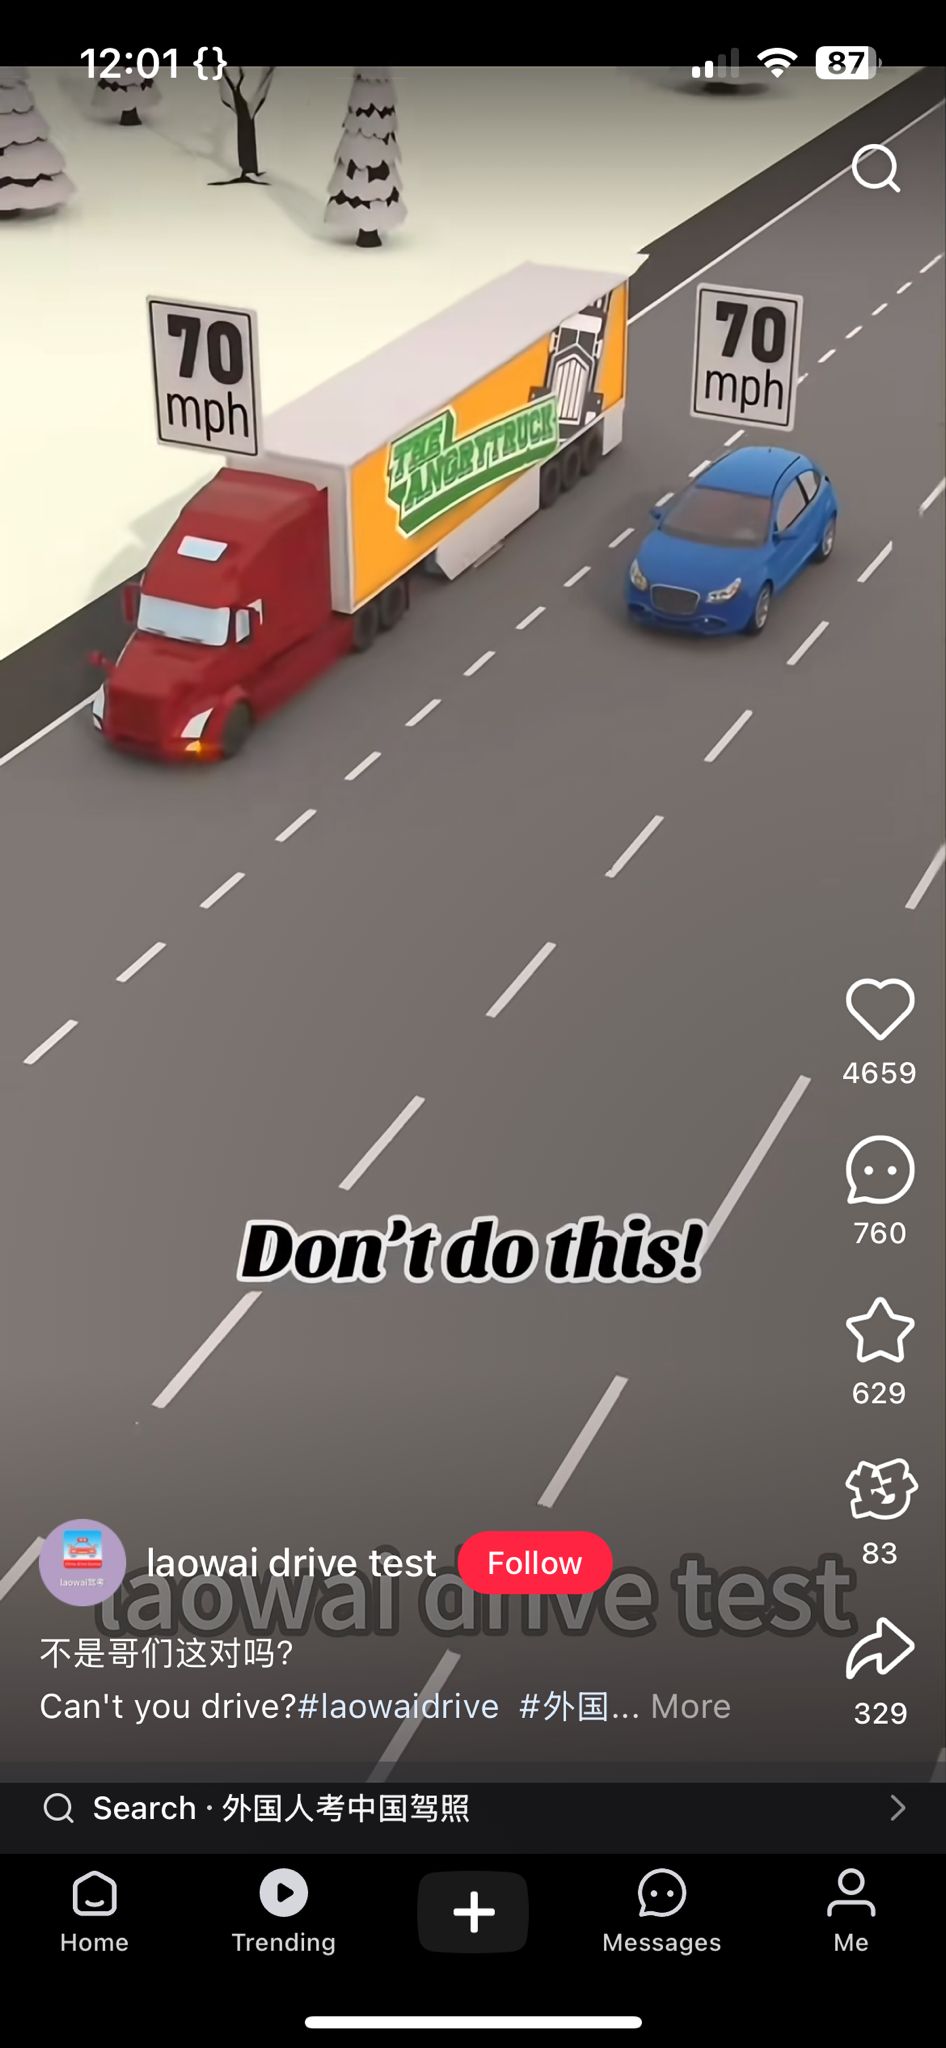 12:01 {}
87
70
mph
70
mph
THE
ANGRYTRUCK
4659
760
Don't do this!
629
83
laowai驾考
laowai drive test
Follow
laowai drive test
不是哥们这对吗?
Can't you drive?#laowaidrive #外国... More
329
Search · 外国人考中国驾照
Home
Trending
Messages
Me